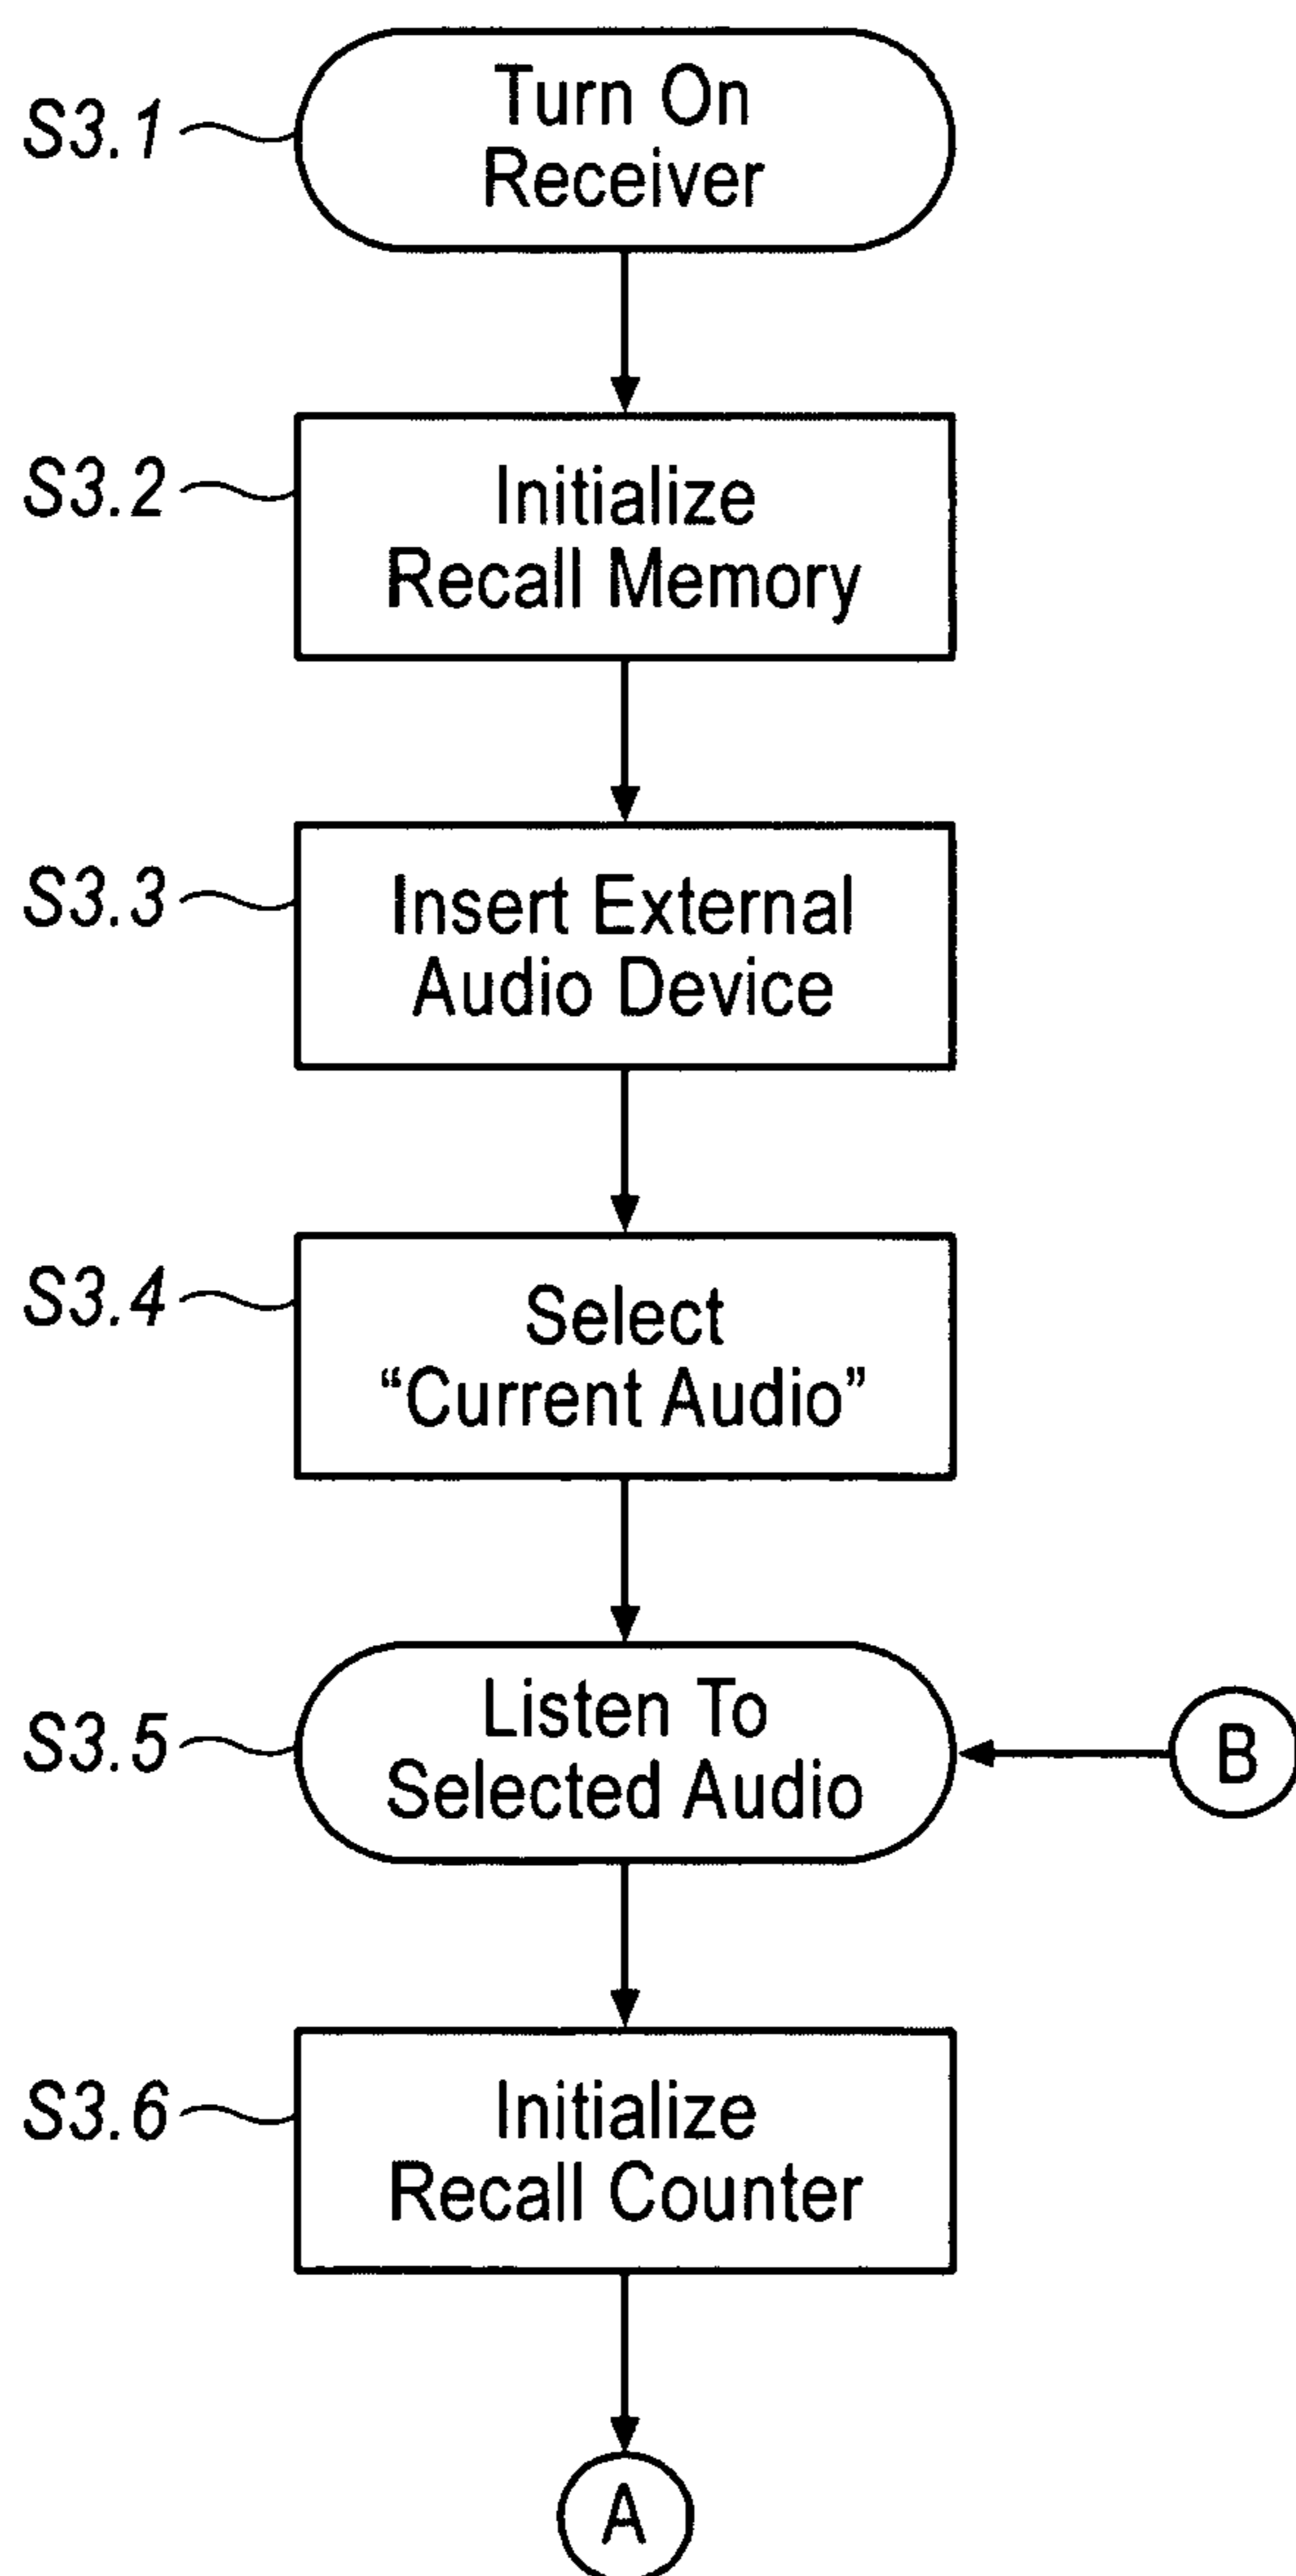 S3.1
Turn On
Receiver
S3.2
Initialize
Recall Memory
S3.3
Insert External
Audio Device
S3.4
Select
“Current Audio”
S3.5
Listen To
Selected Audio
B
S3.6
Initialize
Recall Counter
A